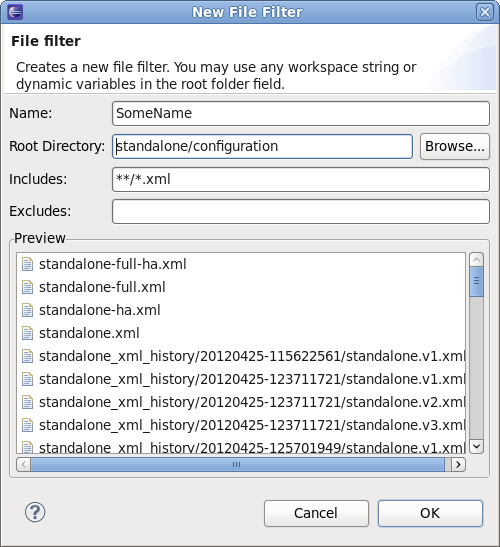 New File Filter
File filter
Creates a new file filter. You may use any workspace string or
dynamic variables in the root folder field.
Name: SomeName
Root Directory: standalone/configuration Browse...
Includes: **/*.xml
Excludes:
Preview
standalone-full-ha.xml
standalone-full.xml
standalone-ha.xml
standalone.xml
standalone_xml_history/20120425-115622561/standalone.v1.xml
standalone_xml_history/20120425-123711721/standalone.v1.xml
standalone_xml_history/20120425-123711721/standalone.v2.xml
standalone_xml_history/20120425-123711721/standalone.v3.xml
standalone_xml_history/20120425-125701949/standalone.v1.xml
? Cancel OK